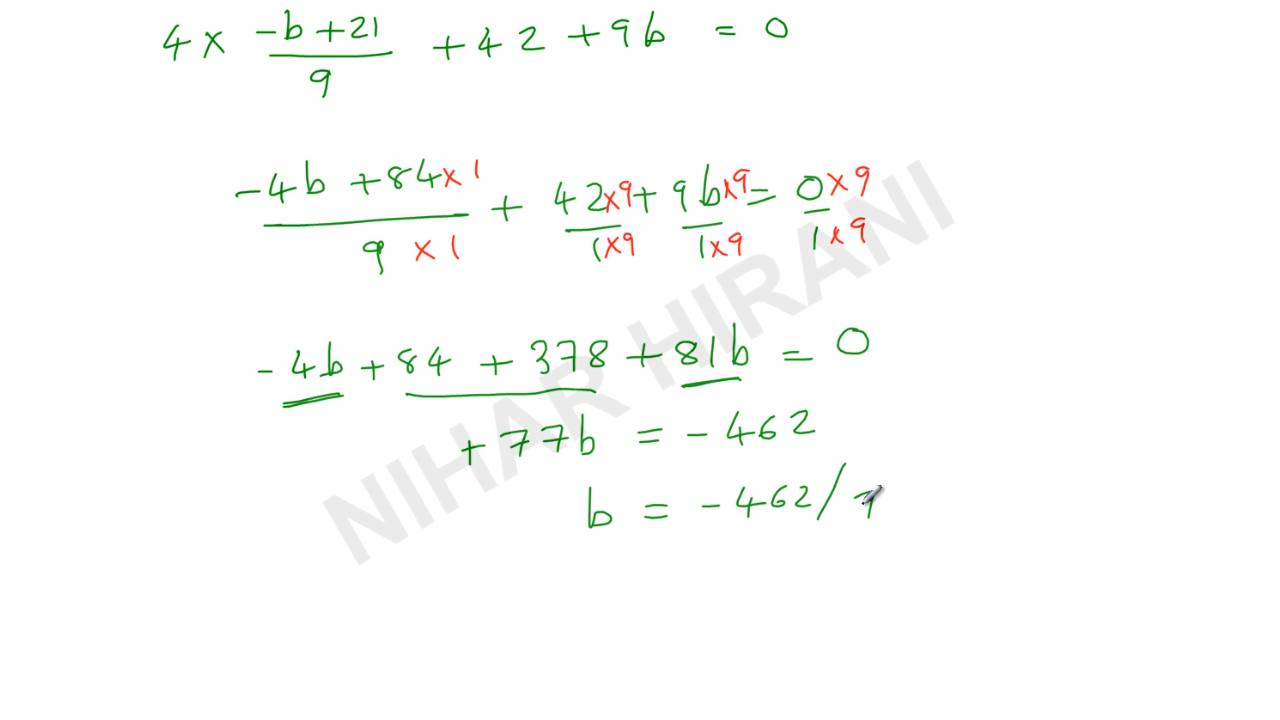 4 × (-b + 21)/9 + 42 + 9b = 0
(-4b + 84 × 1)/(9 × 1) + (42 × 9)/(1 × 9) + (9b × 9)/(1 × 9) = (0 × 9)/(1 × 9)
- 4b + 84 + 378 + 81b = 0
+ 77b = - 462
b = - 462/
NIHAR HIRANI